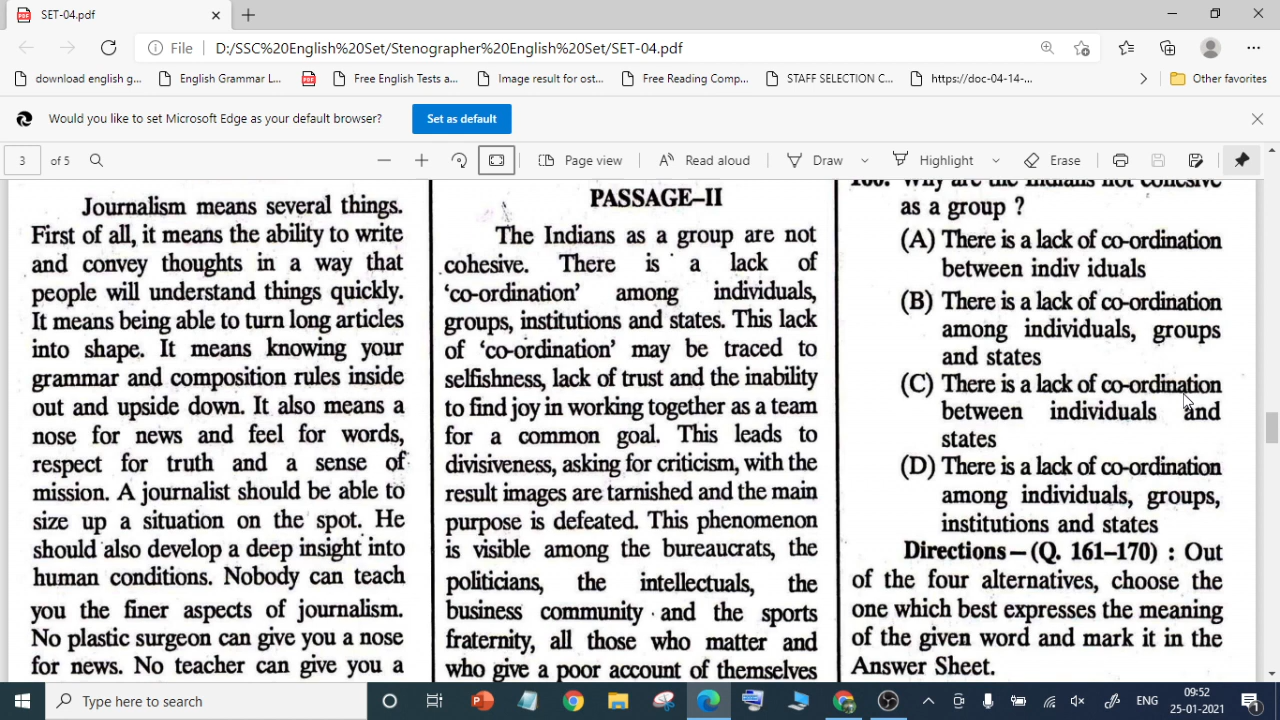 SET-04.pdf
File D:/SSC%20English%20Set/Stenographer%20English%20Set/SET-04.pdf
download english g... English Grammar L... Free English Tests a... Image result for ost... Free Reading Comp... STAFF SELECTION C... https://doc-04-14-... Other favorites
Would you like to set Microsoft Edge as your default browser? Set as default
3 of 5 Page view Read aloud Draw Highlight Erase
Journalism means several things.
First of all, it means the ability to write
and convey thoughts in a way that
people will understand things quickly.
It means being able to turn long articles
into shape. It means knowing your
grammar and composition rules inside
out and upside down. It also means a
nose for news and feel for words,
respect for truth and a sense of
mission. A journalist should be able to
size up a situation on the spot. He
should also develop a deep insight into
human conditions. Nobody can teach
you the finer aspects of journalism.
No plastic surgeon can give you a nose
for news. No teacher can give you a
PASSAGE–II
The Indians as a group are not
cohesive. There is a lack of
‘co-ordination’ among individuals,
groups, institutions and states. This lack
of ‘co-ordination’ may be traced to
selfishness, lack of trust and the inability
to find joy in working together as a team
for a common goal. This leads to
divisiveness, asking for criticism, with the
result images are tarnished and the main
purpose is defeated. This phenomenon
is visible among the bureaucrats, the
politicians, the intellectuals, the
business community and the sports
fraternity, all those who matter and
who give a poor account of themselves
160. Why are the Indians not cohesive
as a group ?
(A) There is a lack of co-ordination
between indiv iduals
(B) There is a lack of co-ordination
among individuals, groups
and states
(C) There is a lack of co-ordination
between individuals and
states
(D) There is a lack of co-ordination
among individuals, groups,
institutions and states
Directions – (Q. 161–170) : Out
of the four alternatives, choose the
one which best expresses the meaning
of the given word and mark it in the
Answer Sheet.
Type here to search ENG 09:52
25-01-2021 1